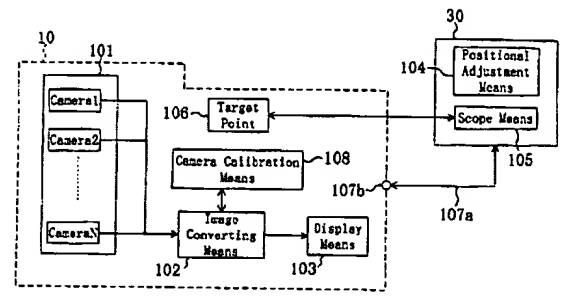 10
101
Camera1
Camera2
CameraN
106
Target
Point
108
Camera Calibration
Means
Image
Converting
Means
102
Display
Means
103
30
Positional
Adjustment
Means
104
Scope Means
105
107b
107a